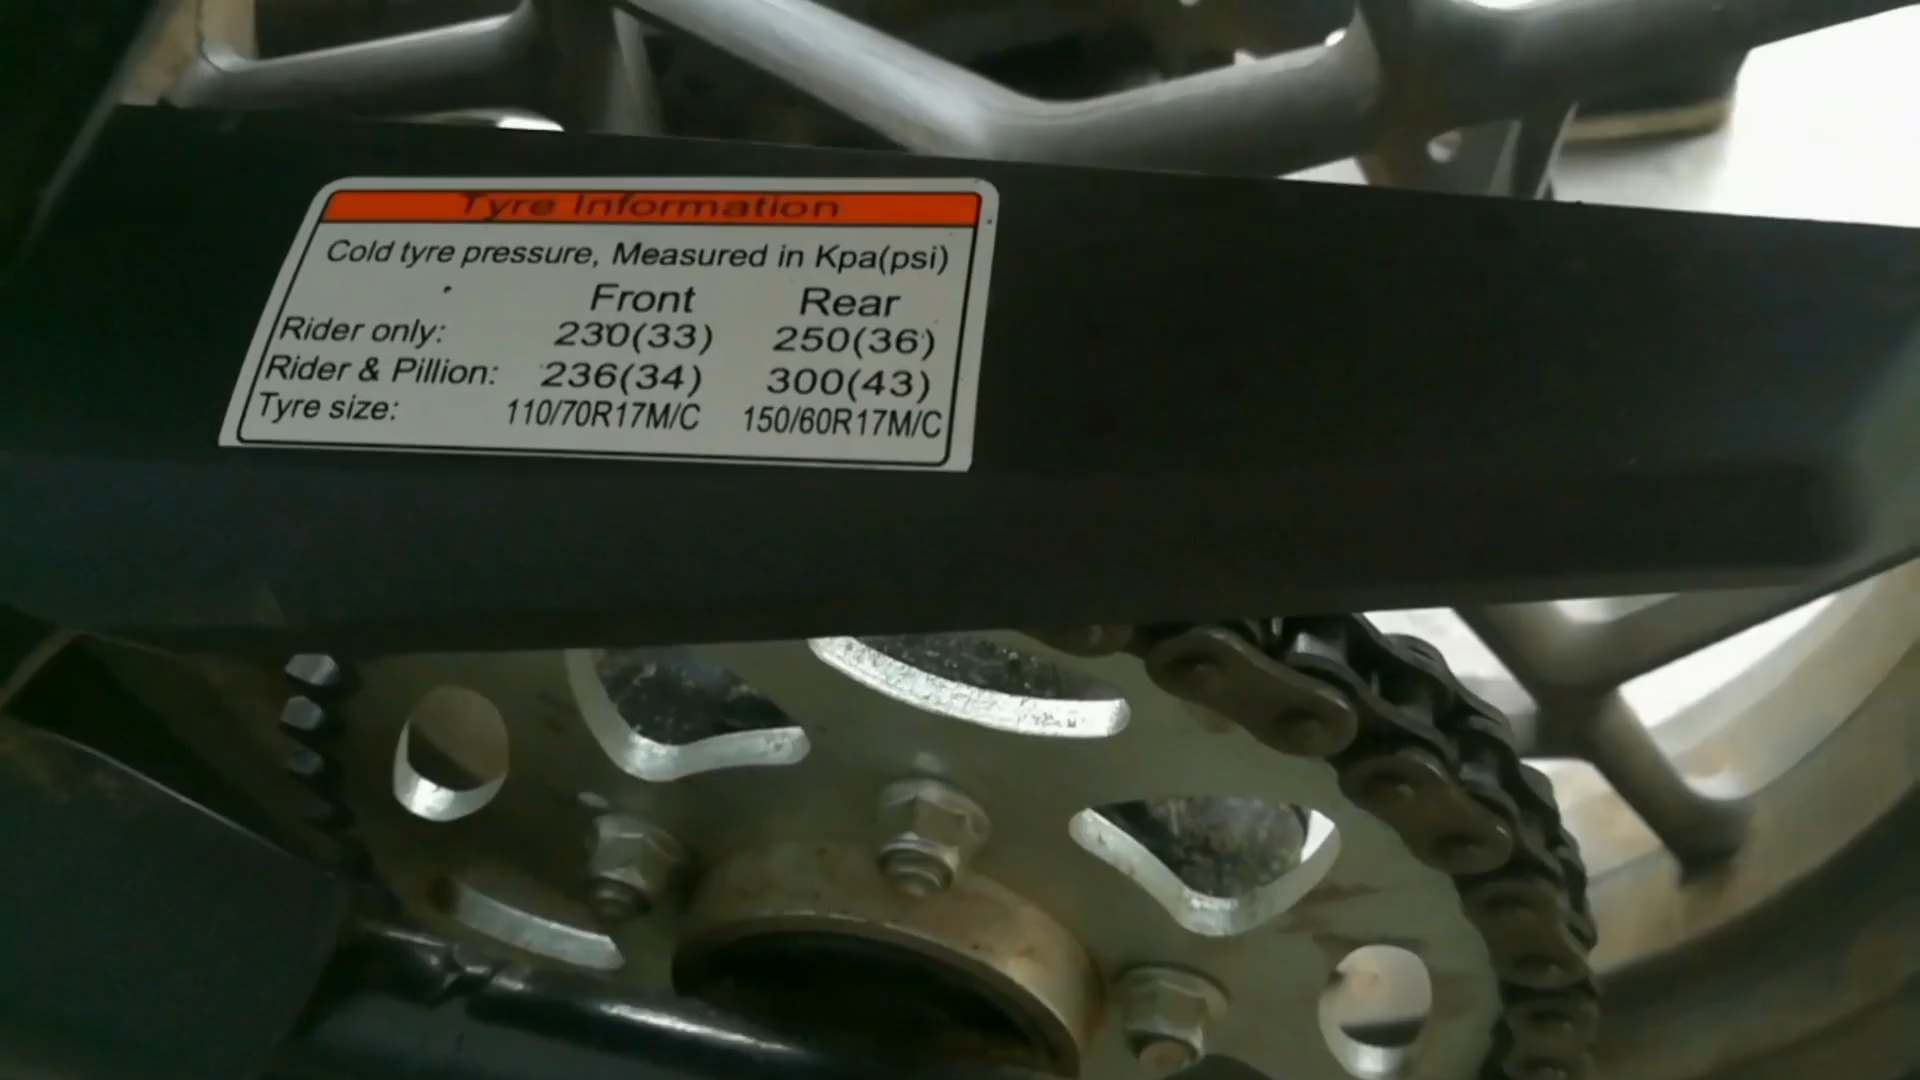 Tyre Information
Cold tyre pressure, Measured in Kpa(psi)
Front Rear
Rider only: 230(33) 250(36)
Rider & Pillion: 236(34) 300(43)
Tyre size: 110/70R17M/C 150/60R17M/C